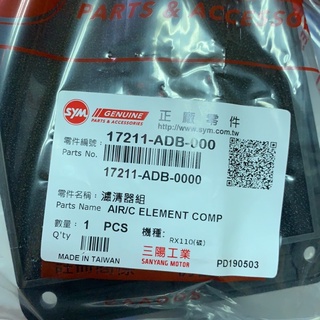 PARTS & ACCESSORIES
SYM GENUINE 正廠零件
PARTS & ACCESSORIES http://www.sym.com.tw
零件編號： 17211-ADB-000
Parts No.
17211-ADB-0000
零件名稱： 濾清器組
Parts Name AIR/C ELEMENT COMP
數量： 1 PCS 機種： RX110(碟)
Q'ty
三陽工業
MADE IN TAIWAN SANYANG MOTOR PD190503